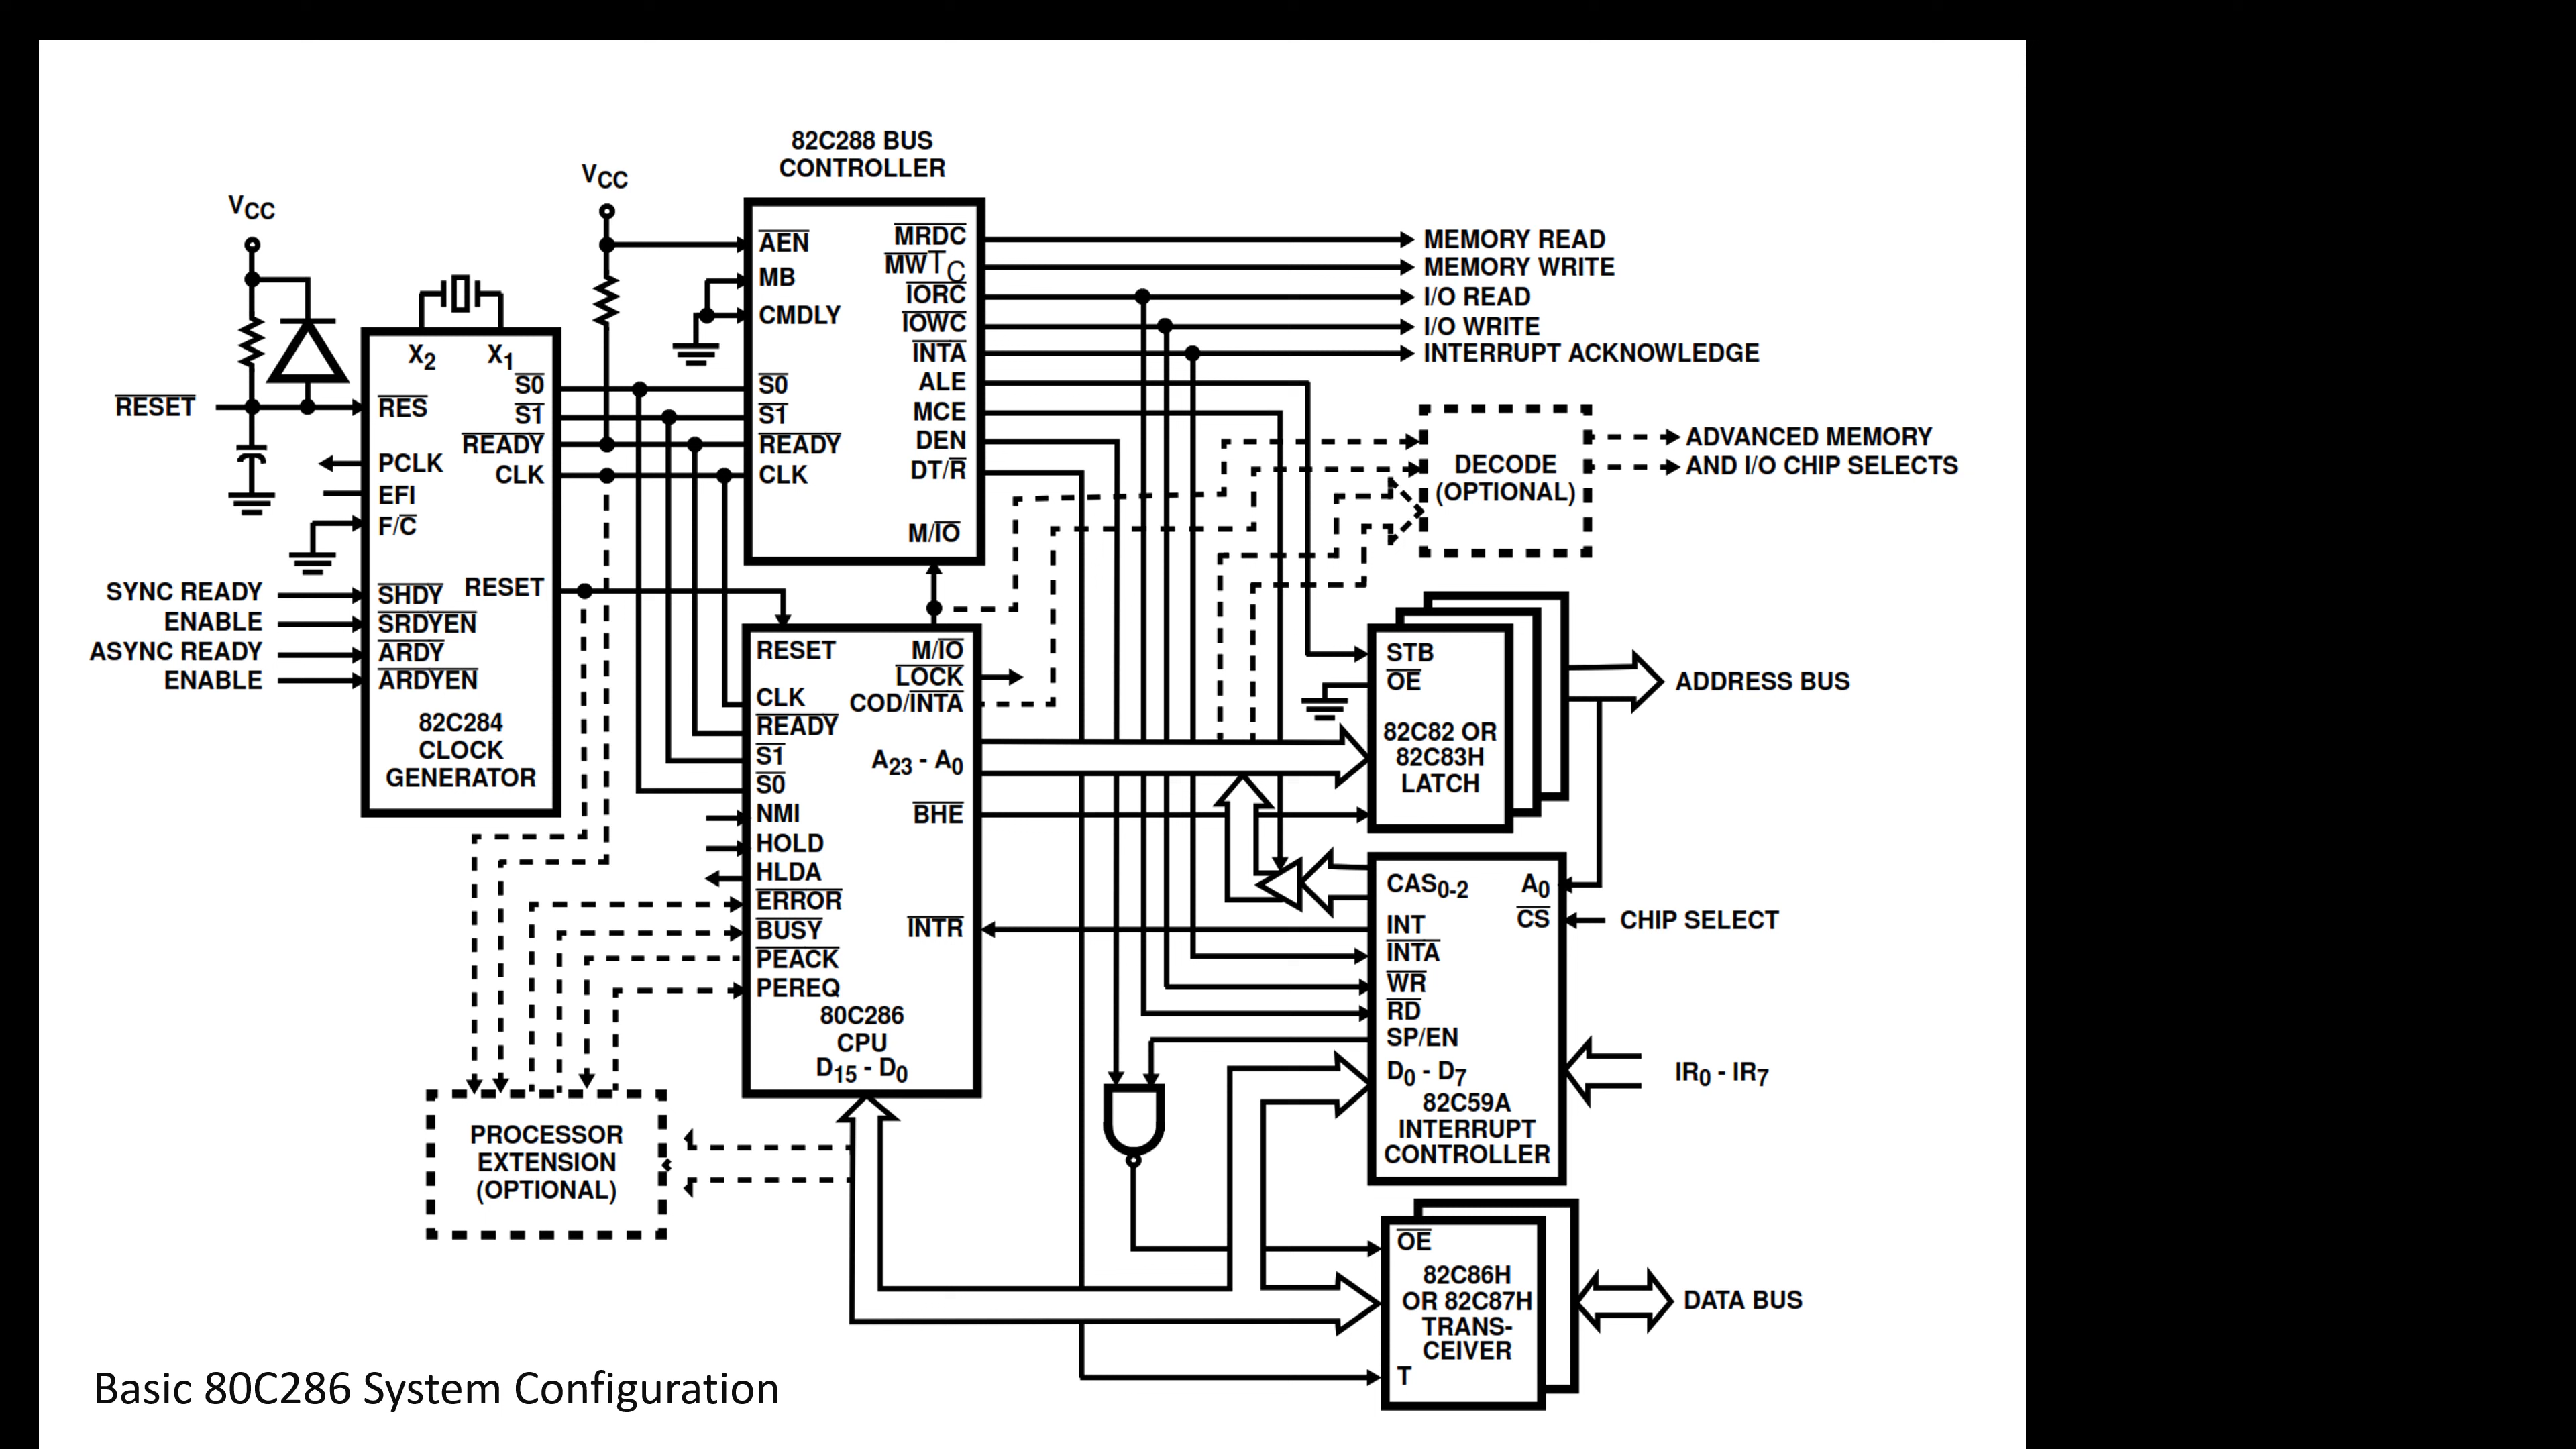 82C288 BUS
CONTROLLER
VCC
VCC
AEN
MB
CMDLY
S0
S1
READY
CLK
MRDC
MWTC
IORC
IOWC
INTA
ALE
MCE
DEN
DT/R
M/IO
MEMORY READ
MEMORY WRITE
I/O READ
I/O WRITE
INTERRUPT ACKNOWLEDGE
DECODE
(OPTIONAL)
ADVANCED MEMORY
AND I/O CHIP SELECTS
X2
X1
RESET
RES
PCLK
EFI
F/C
S0
S1
READY
CLK
RESET
SYNC READY
ENABLE
ASYNC READY
ENABLE
SHDY
SRDYEN
ARDY
ARDYEN
82C284
CLOCK
GENERATOR
RESET
CLK
READY
S1
S0
NMI
HOLD
HLDA
ERROR
BUSY
PEACK
PEREQ
M/IO
LOCK
COD/INTA
A23 - A0
BHE
INTR
80C286
CPU
D15 - D0
STB
OE
82C82 OR
82C83H
LATCH
ADDRESS BUS
CAS0-2
A0
CS
CHIP SELECT
INT
INTA
WR
RD
SP/EN
D0 - D7
82C59A
INTERRUPT
CONTROLLER
IR0 - IR7
PROCESSOR
EXTENSION
(OPTIONAL)
OE
82C86H
OR 82C87H
TRANS-
CEIVER
T
DATA BUS
Basic 80C286 System Configuration